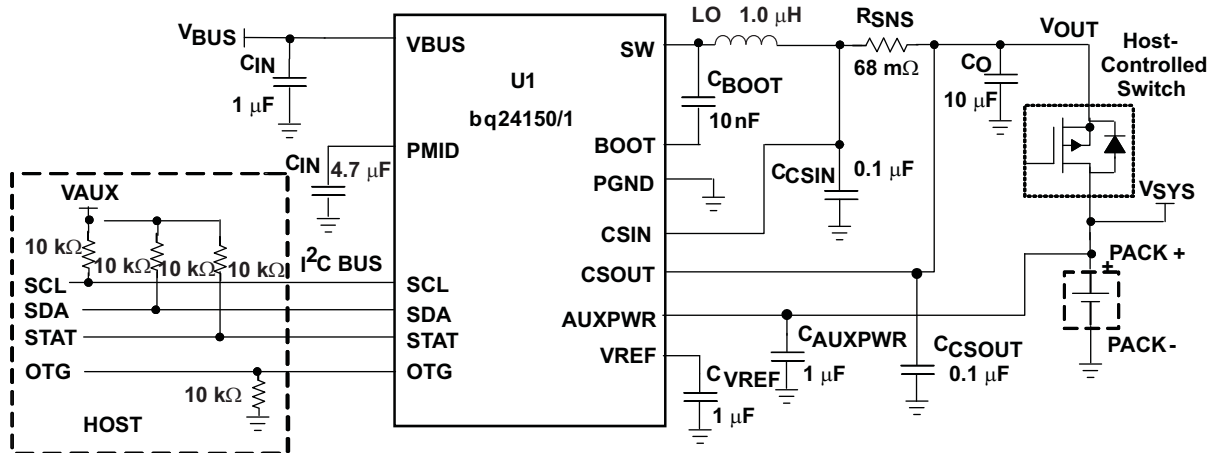 VBUS
CIN
1 μF
VBUS
U1
bq24150/1
PMID
CIN
4.7 μF
SW
LO 1.0 μH
CBOOT
10 nF
BOOT
PGND
RSNS
68 mΩ
VOUT
CO
10 μF
Host-
Controlled
Switch
CCSIN
0.1 μF
VSYS
CSIN
CSOUT
+
PACK +
PACK-
AUXPWR
VREF
CVREF
1 μF
CAUXPWR
1 μF
CCSOUT
0.1 μF
VAUX
10 kΩ
10 kΩ
10 kΩ
10 kΩ
I2C BUS
SCL
SCL
SDA
SDA
STAT
STAT
OTG
OTG
10 kΩ
HOST